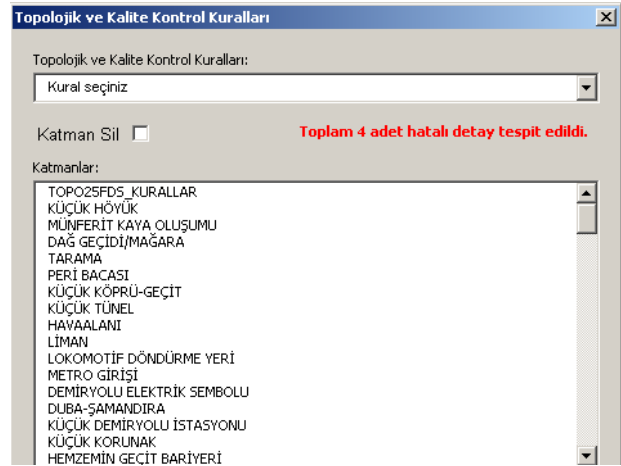 Topolojik ve Kalite Kontrol Kuralları
Topolojik ve Kalite Kontrol Kuralları:
Kural seçiniz
Katman Sil
Toplam 4 adet hatalı detay tespit edildi.
Katmanlar:
TOPO25FDS_KURALLAR
KÜÇÜK HÖYÜK
MÜNFERİT KAYA OLUŞUMU
DAĞ GEÇİDİ/MAĞARA
TARAMA
PERİ BACASI
KÜÇÜK KÖPRÜ-GEÇİT
KÜÇÜK TÜNEL
HAVAALANI
LİMAN
LOKOMOTİF DÖNDÜRME YERİ
METRO GİRİŞİ
DEMİRYOLU ELEKTRİK SEMBOLU
DUBA-ŞAMANDIRA
KÜÇÜK DEMİRYOLU İSTASYONU
KÜÇÜK KORUNAK
HEMZEMİN GEÇİT BARİYERİ